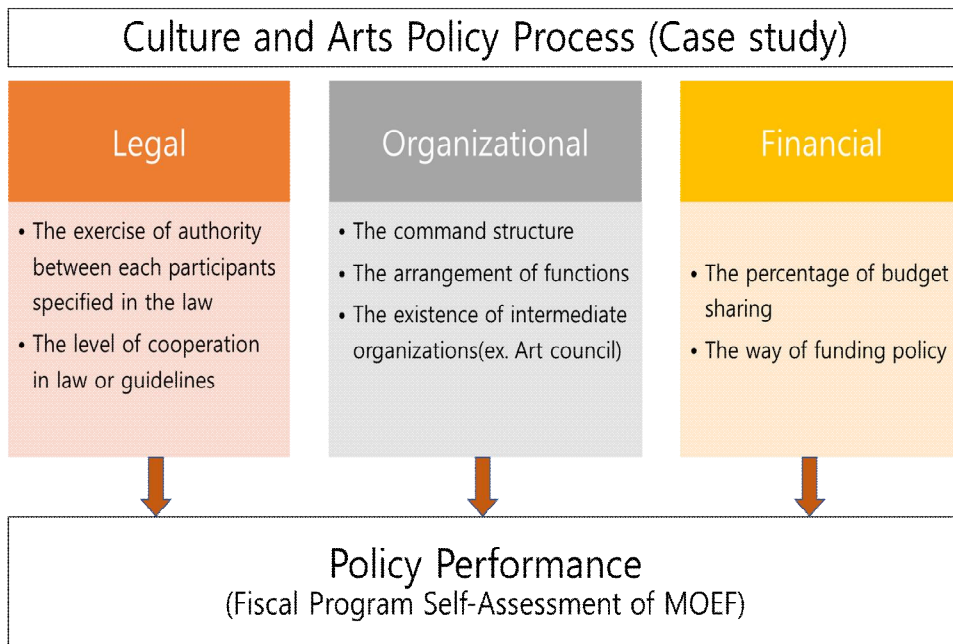 Culture and Arts Policy Process (Case study)
Legal
• The exercise of authority
between each participants
specified in the law
• The level of cooperation
in law or guidelines
Organizational
• The command structure
• The arrangement of functions
• The existence of intermediate
organizations(ex. Art council)
Financial
• The percentage of budget
sharing
• The way of funding policy
Policy Performance
(Fiscal Program Self-Assessment of MOEF)